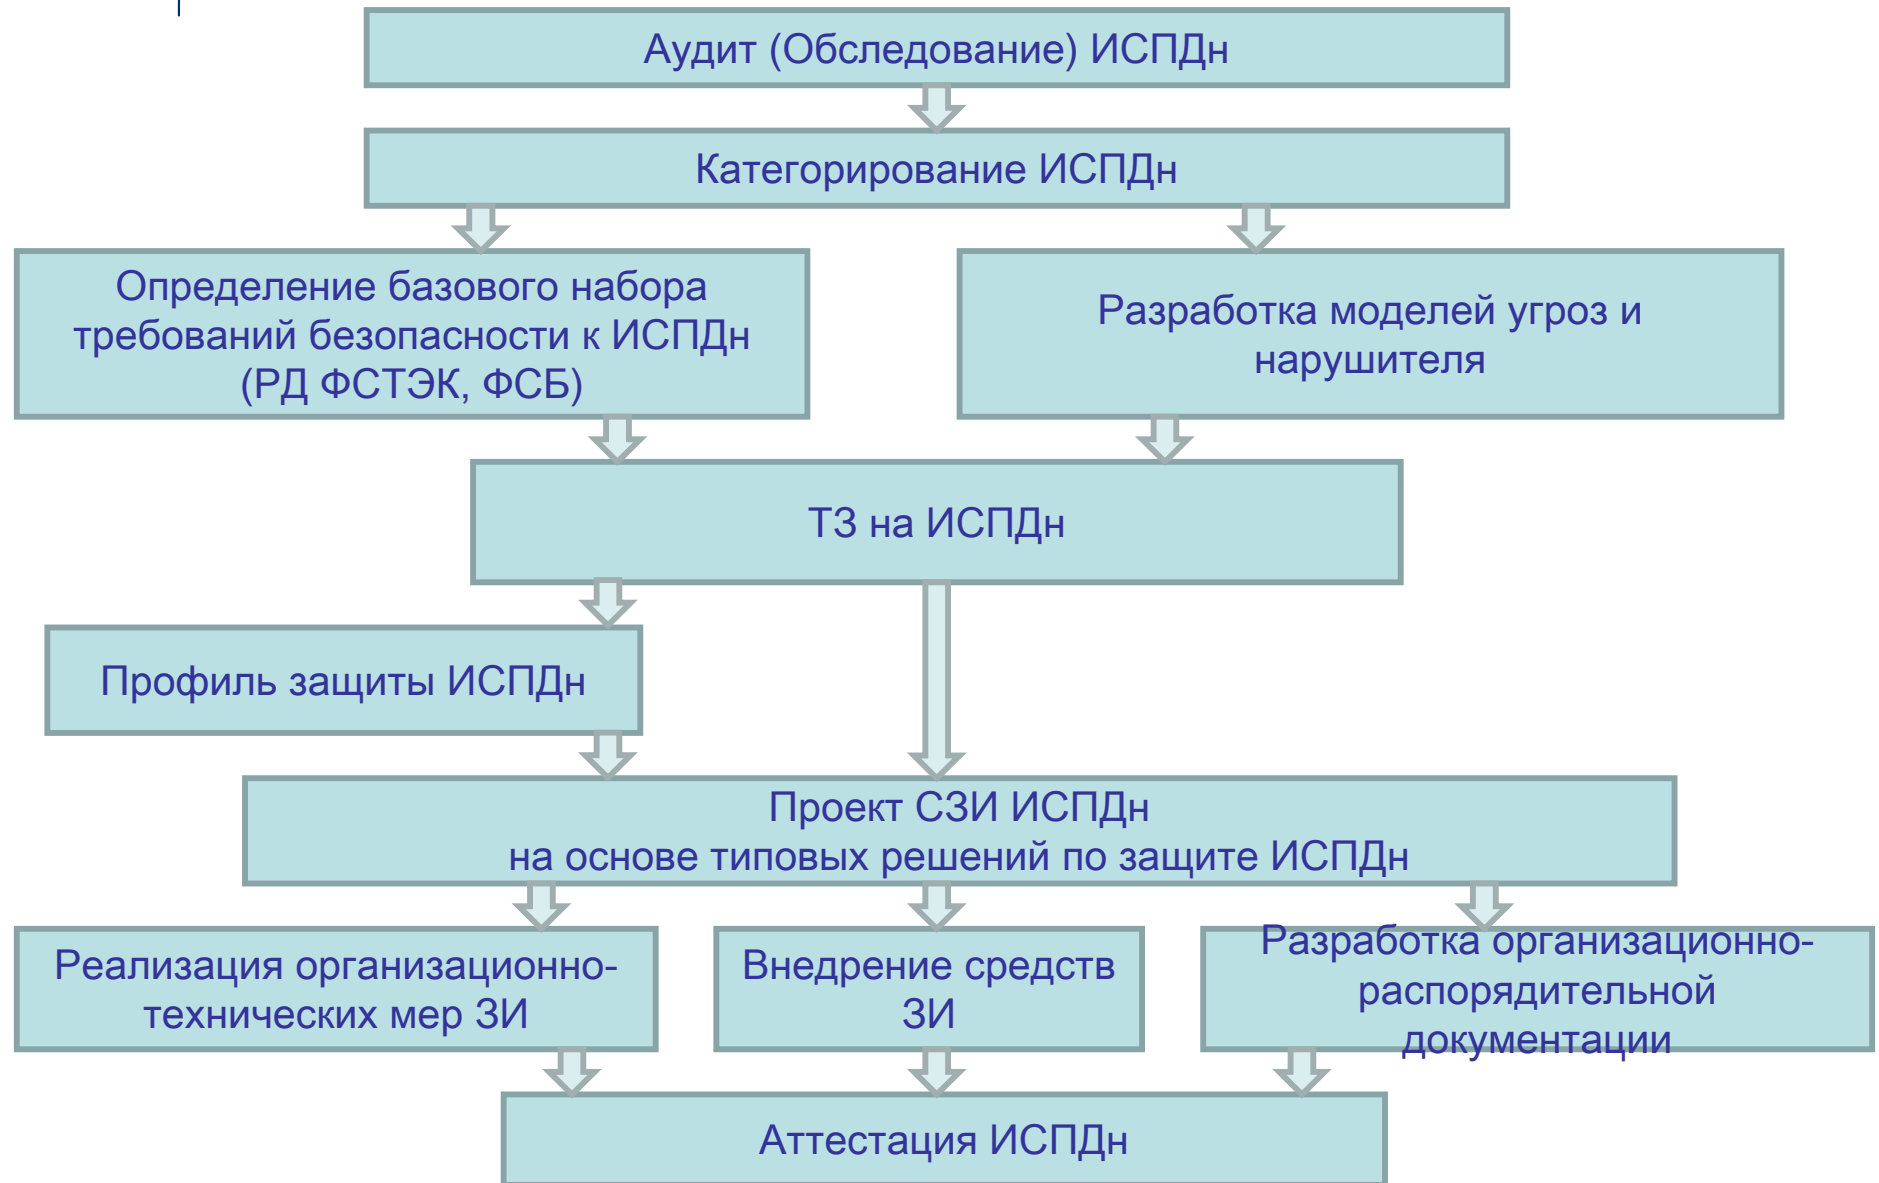 Аудит (Обследование) ИСПДн
Категорирование ИСПДн
Определение базового набора
требований безопасности к ИСПДн
(РД ФСТЭК, ФСБ)
Разработка моделей угроз и
нарушителя
ТЗ на ИСПДн
Профиль защиты ИСПДн
Проект СЗИ ИСПДн
на основе типовых решений по защите ИСПДн
Реализация организационно-
технических мер ЗИ
Внедрение средств
ЗИ
Разработка организационно-
распорядительной
документации
Аттестация ИСПДн